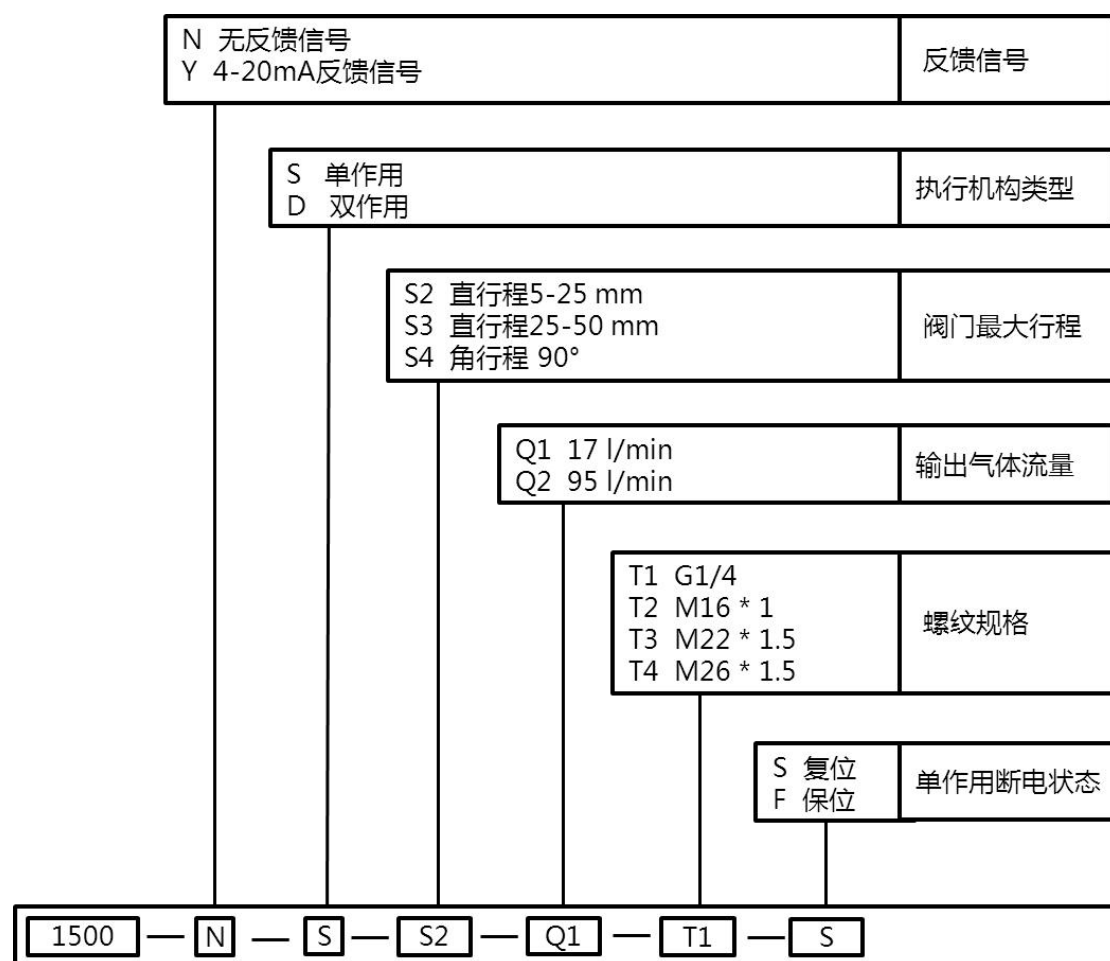 N 无反馈信号
Y 4-20mA反馈信号
反馈信号
S 单作用
D 双作用
执行机构类型
S2 直行程5-25 mm
S3 直行程25-50 mm
S4 角行程 90°
阀门最大行程
Q1 17 l/min
Q2 95 l/min
输出气体流量
T1 G1/4
T2 M16 * 1
T3 M22 * 1.5
T4 M26 * 1.5
螺纹规格
S 复位
F 保位
单作用断电状态
1500 — N — S — S2 — Q1 — T1 — S